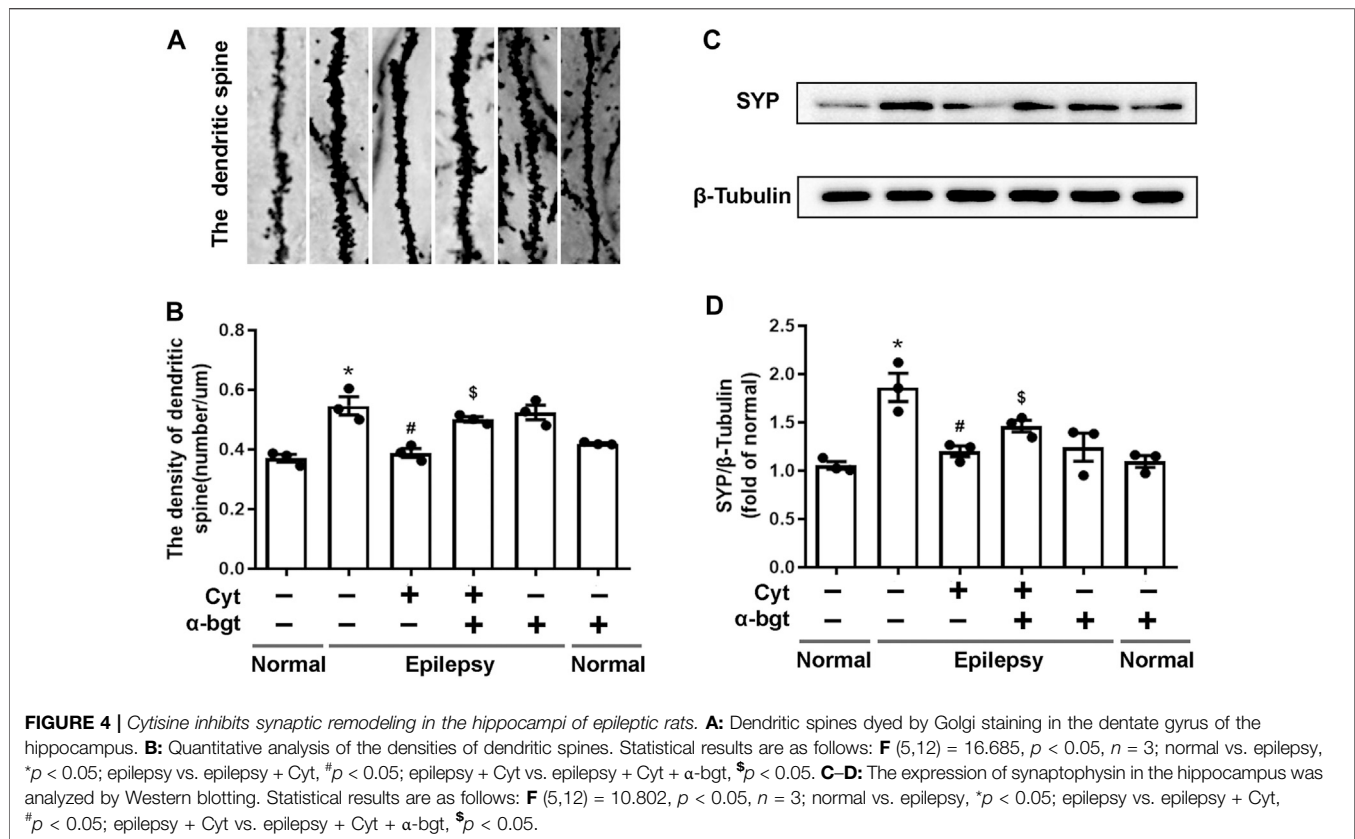 A
The dendritic spine
C
SYP
β-Tubulin
B
The density of dendritic
spine(number/um)
0.8
0.6
0.4
0.2
0.0
*
#
$
Cyt − − + + − −
α-bgt − − − + + +
Normal Epilepsy Normal
D
SYP/β-Tubulin
(fold of normal)
2.5
2.0
1.5
1.0
0.5
0.0
*
#
$
Cyt − − + + − −
α-bgt − − − + + +
Normal Epilepsy Normal
FIGURE 4 | Cytisine inhibits synaptic remodeling in the hippocampi of epileptic rats. A: Dendritic spines dyed by Golgi staining in the dentate gyrus of the
hippocampus. B: Quantitative analysis of the densities of dendritic spines. Statistical results are as follows: F (5,12) = 16.685, p < 0.05, n = 3; normal vs. epilepsy,
*p < 0.05; epilepsy vs. epilepsy + Cyt, #p < 0.05; epilepsy + Cyt vs. epilepsy + Cyt + α-bgt, $p < 0.05. C–D: The expression of synaptophysin in the hippocampus was
analyzed by Western blotting. Statistical results are as follows: F (5,12) = 10.802, p < 0.05, n = 3; normal vs. epilepsy, *p < 0.05; epilepsy vs. epilepsy + Cyt,
#p < 0.05; epilepsy + Cyt vs. epilepsy + Cyt + α-bgt, $p < 0.05.